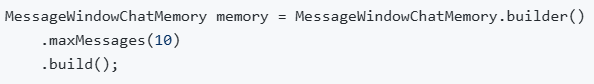 MessageWindowChatMemory memory = MessageWindowChatMemory.builder()
    .maxMessages(10)
    .build();